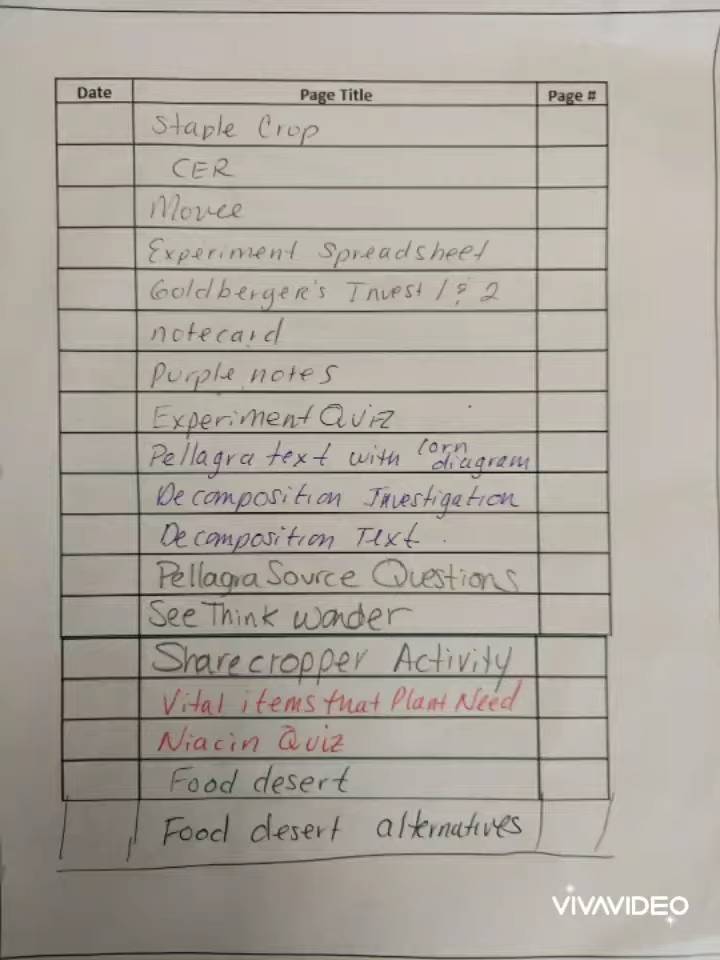 Date Page Title Page #
Staple Crop
CER
Movee
Experiment Spreadsheet
Goldberger's Invest 1 & 2
notecard
Purple notes
Experiment Quiz
Pellagra text with Corn diagram
Decomposition Investigation
Decomposition Text
Pellagra Source Questions
See Think wonder
Sharecropper Activity
Vital items that Plant Need
Niacin Quiz
Food desert
Food desert alternatives
VIVAVIDEO